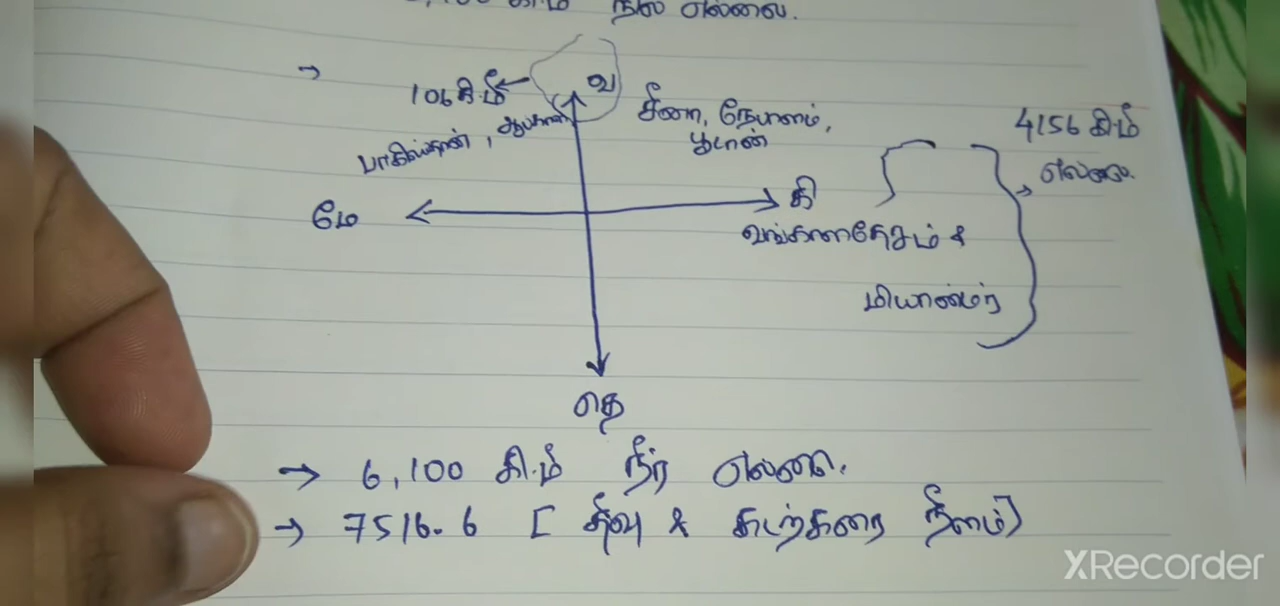 நில எல்லை.
→ 106 கி.மீ ← வ
பாகிஸ்தான், ஆப்கான்
சீனா, நேபாளம்,
பூடான்
4156 கி.மீ
எல்லை.
மே
கி
வங்காளதேசம் &
மியான்மர்
தெ
→ 6,100 கி.மீ நீர் எல்லை.
→ 7516.6 [ தீவு & கடற்கரை நீளம்]
XRecorder